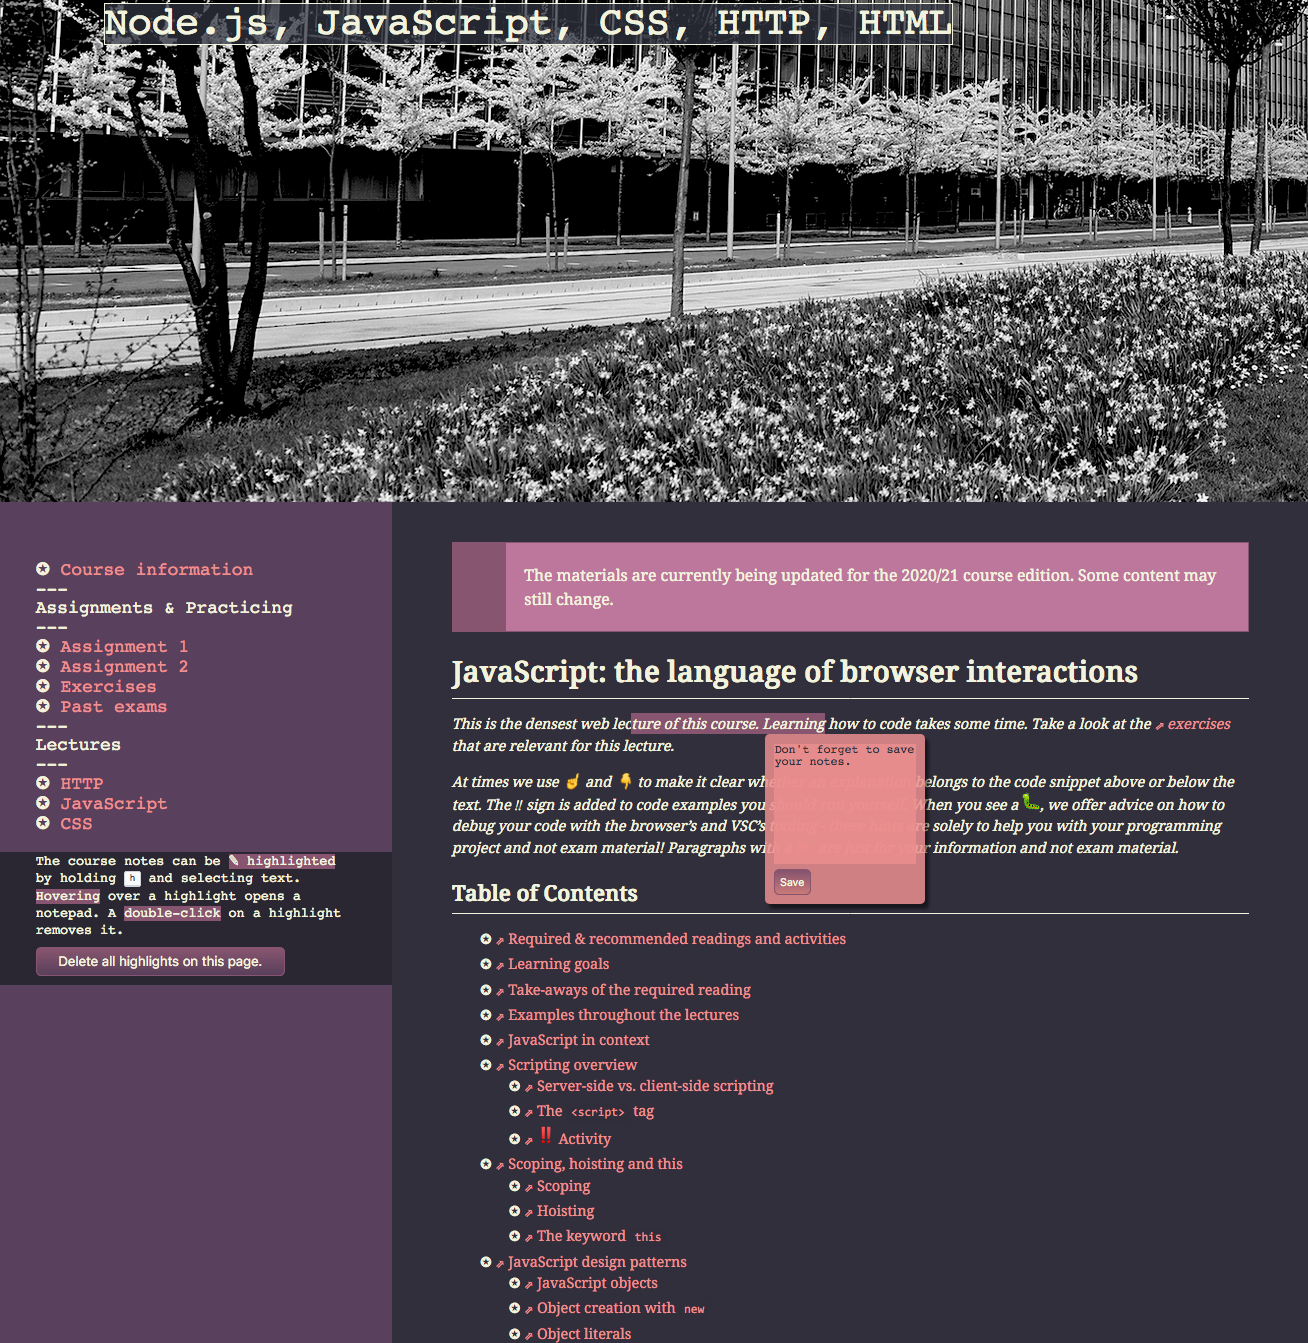 Node.js, JavaScript, CSS, HTTP, HTML
Course information
---
Assignments & Practicing
---
Assignment 1
Assignment 2
Exercises
Past exams
---
Lectures
---
HTTP
JavaScript
CSS
The course notes can be ✎ highlighted
by holding h and selecting text.
Hovering over a highlight opens a
notepad. A double-click on a highlight
removes it.
Delete all highlights on this page.
The materials are currently being updated for the 2020/21 course edition. Some content may
still change.
JavaScript: the language of browser interactions
This is the densest web lecture of this course. Learning how to code takes some time. Take a look at the exercises
that are relevant for this lecture.
At times we use ☝ and 👇 to make it clear whether an explanation belongs to the code snippet above or below the
text. The ‼ sign is added to code examples you should run yourself. When you see a 🐛, we offer advice on how to
debug your code with the browser's and VSC's are solely to help you with your programming
project and not exam material! Paragraphs with information and not exam material.
Don't forget to save
your notes.
Save
Table of Contents
Required & recommended readings and activities
Learning goals
Take-aways of the required reading
Examples throughout the lectures
JavaScript in context
Scripting overview
Server-side vs. client-side scripting
The <script> tag
‼ Activity
Scoping, hoisting and this
Scoping
Hoisting
The keyword this
JavaScript design patterns
JavaScript objects
Object creation with new
Object literals